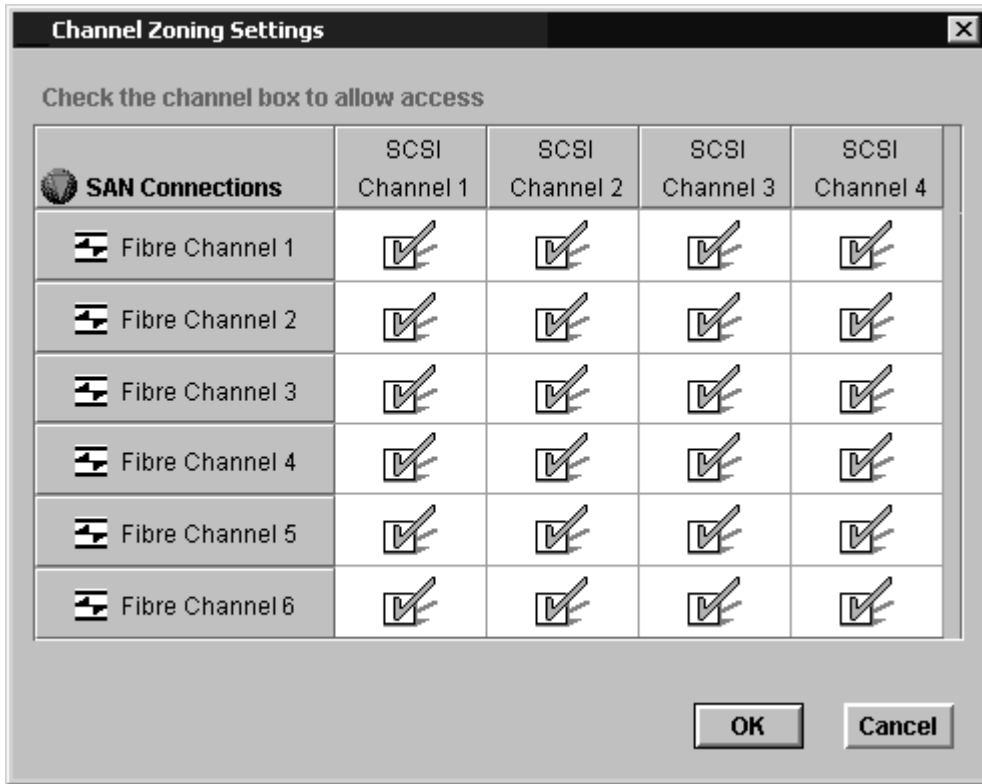 Channel Zoning Settings
Check the channel box to allow access
SAN Connections
SCSI Channel 1
SCSI Channel 2
SCSI Channel 3
SCSI Channel 4
Fibre Channel 1
Fibre Channel 2
Fibre Channel 3
Fibre Channel 4
Fibre Channel 5
Fibre Channel 6
OK
Cancel